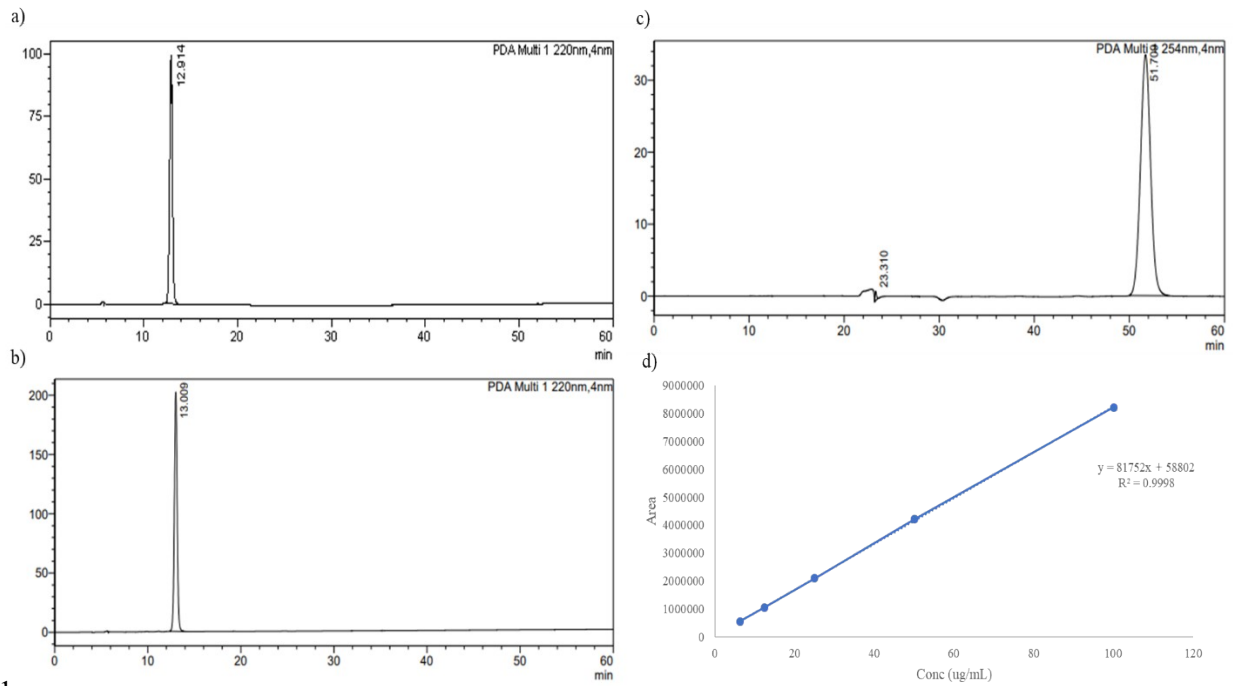 a)
PDA Multi 1 220nm,4nm
12.914
100
75
50
25
0
0 10 20 30 40 50 60
min
b)
PDA Multi 1 220nm,4nm
13.009
200
150
100
50
0
0 10 20 30 40 50 60
min
c)
PDA Multi 1 254nm,4nm
23.310
30
20
10
0
0 10 20 30 40 50 60
min
d)
9000000
8000000
7000000
6000000
5000000
4000000
3000000
2000000
1000000
0
Area
y = 81752x + 58802
R² = 0.9998
0 20 40 60 80 100 120
Conc (ug/mL)